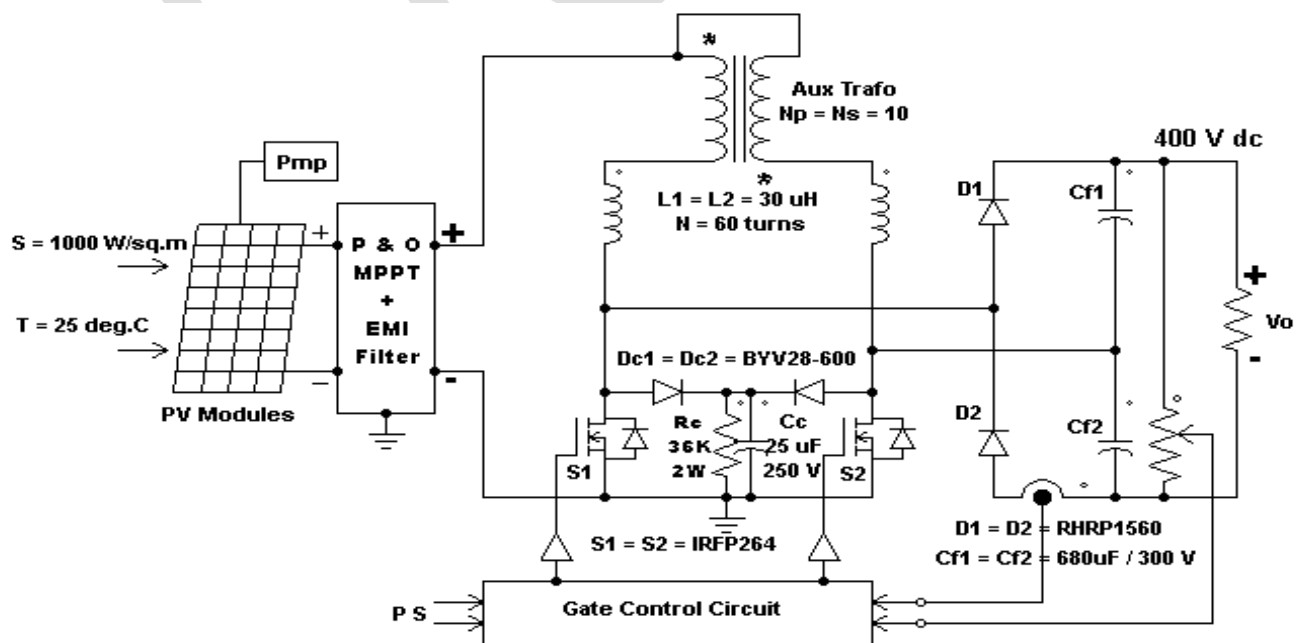 *
Aux Trafo
Np = Ns = 10
400 V dc
Pmp
*
L1 = L2 = 30 uH
N = 60 turns
D1
Cf1
S = 1000 W/sq.m
+
P & O
MPPT
+
EMI
Filter
+
T = 25 deg.C
+
Vo
-
Dc1 = Dc2 = BYV28-600
−
-
PV Modules
D2
Cf2
Rc
36K
2W
Cc
25 uF
250 V
S1
S2
S1 = S2 = IRFP264
D1 = D2 = RHRP1560
Cf1 = Cf2 = 680uF / 300 V
P S
Gate Control Circuit